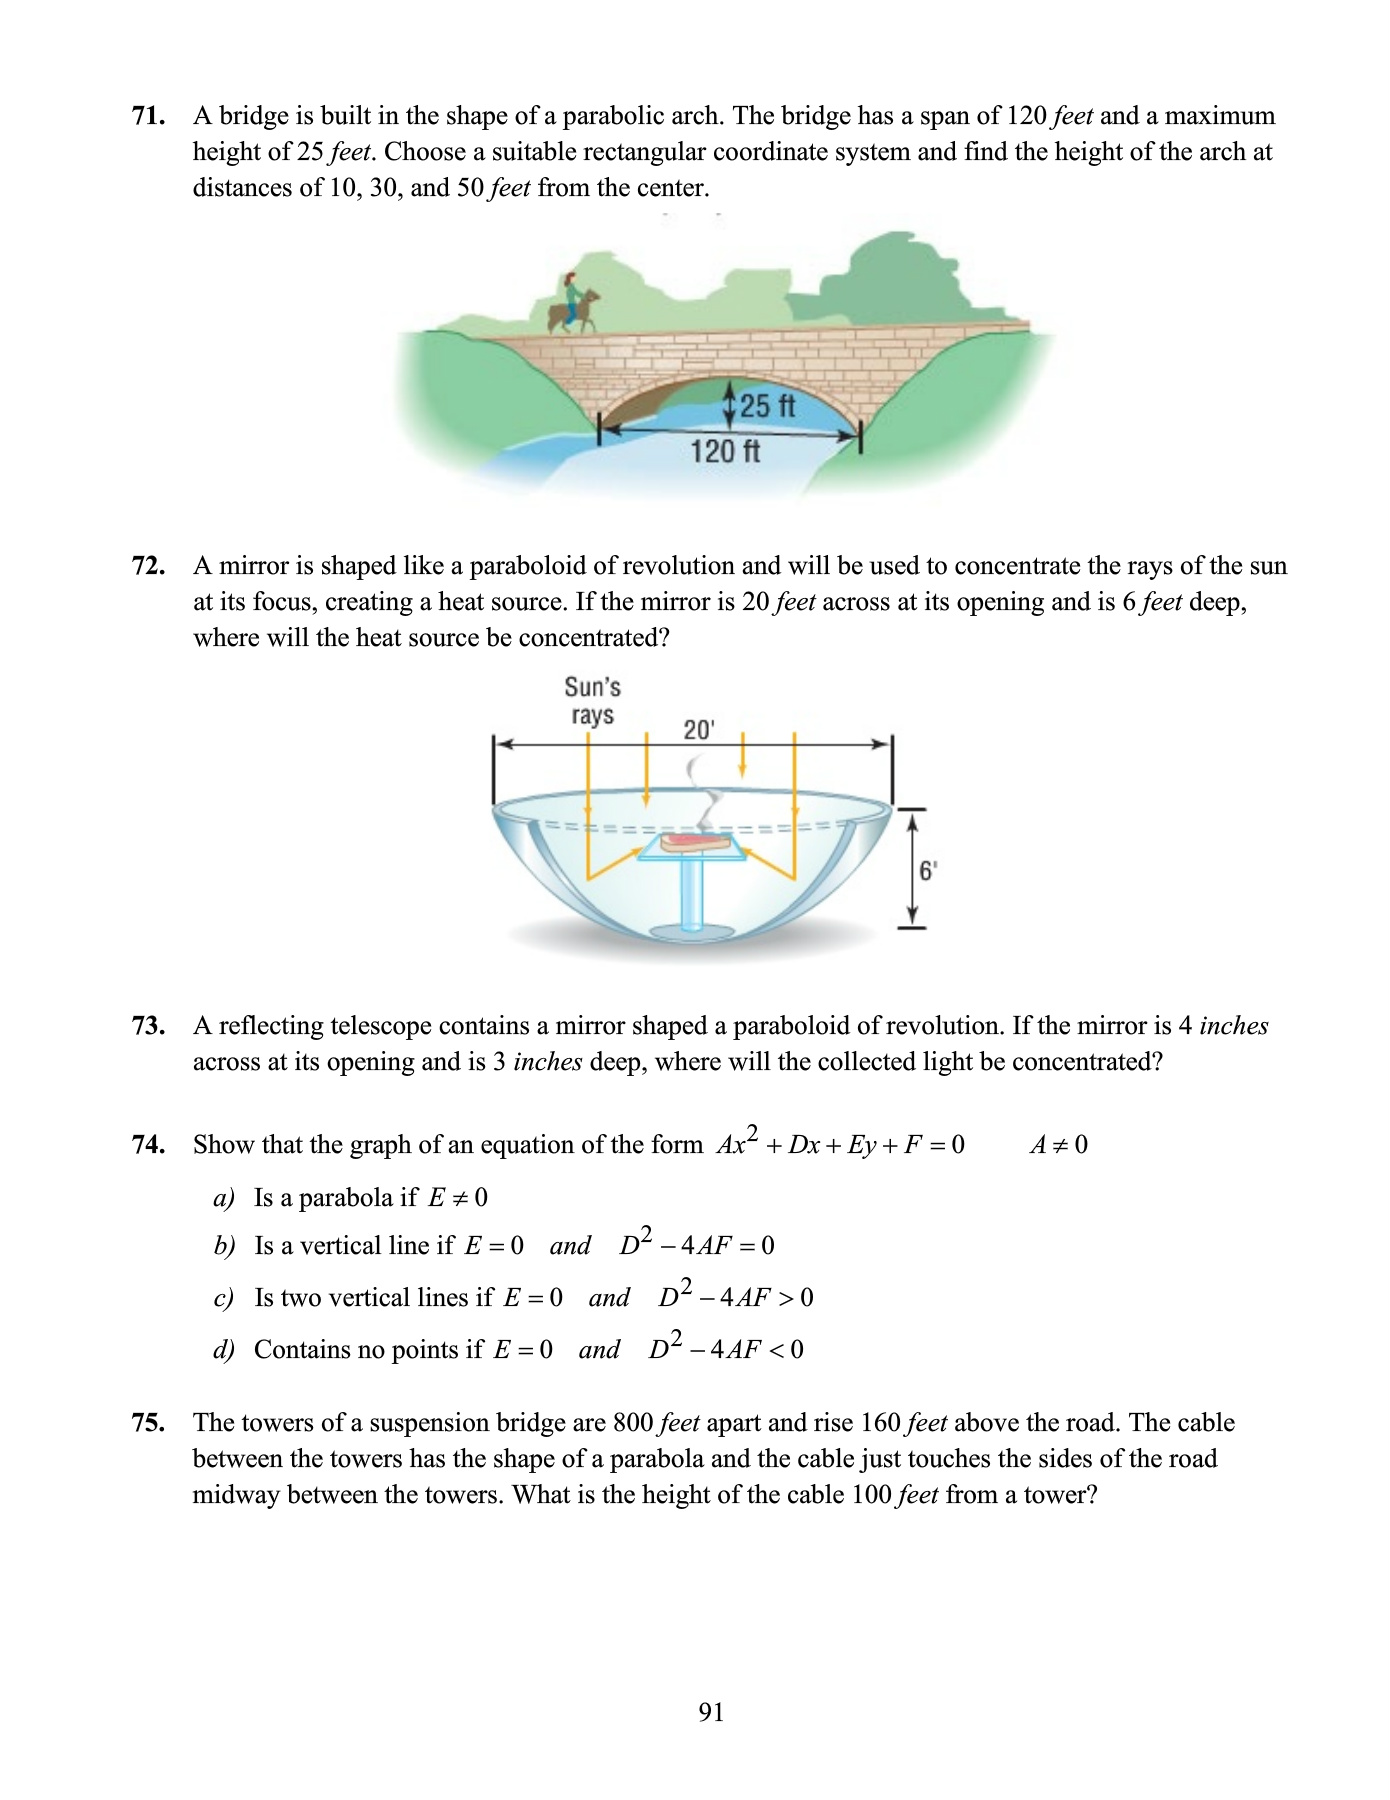 71. A bridge is built in the shape of a parabolic arch. The bridge has a span of 120 feet and a maximum
height of 25 feet. Choose a suitable rectangular coordinate system and find the height of the arch at
distances of 10, 30, and 50 feet from the center.
25 ft
120 ft
72. A mirror is shaped like a paraboloid of revolution and will be used to concentrate the rays of the sun
at its focus, creating a heat source. If the mirror is 20 feet across at its opening and is 6 feet deep,
where will the heat source be concentrated?
Sun's
rays
20'
6'
73. A reflecting telescope contains a mirror shaped a paraboloid of revolution. If the mirror is 4 inches
across at its opening and is 3 inches deep, where will the collected light be concentrated?
74. Show that the graph of an equation of the form Ax² + Dx + Ey + F = 0 A ≠ 0
a) Is a parabola if E ≠ 0
b) Is a vertical line if E = 0 and D² − 4AF = 0
c) Is two vertical lines if E = 0 and D² − 4AF > 0
d) Contains no points if E = 0 and D² − 4AF < 0
75. The towers of a suspension bridge are 800 feet apart and rise 160 feet above the road. The cable
between the towers has the shape of a parabola and the cable just touches the sides of the road
midway between the towers. What is the height of the cable 100 feet from a tower?
91